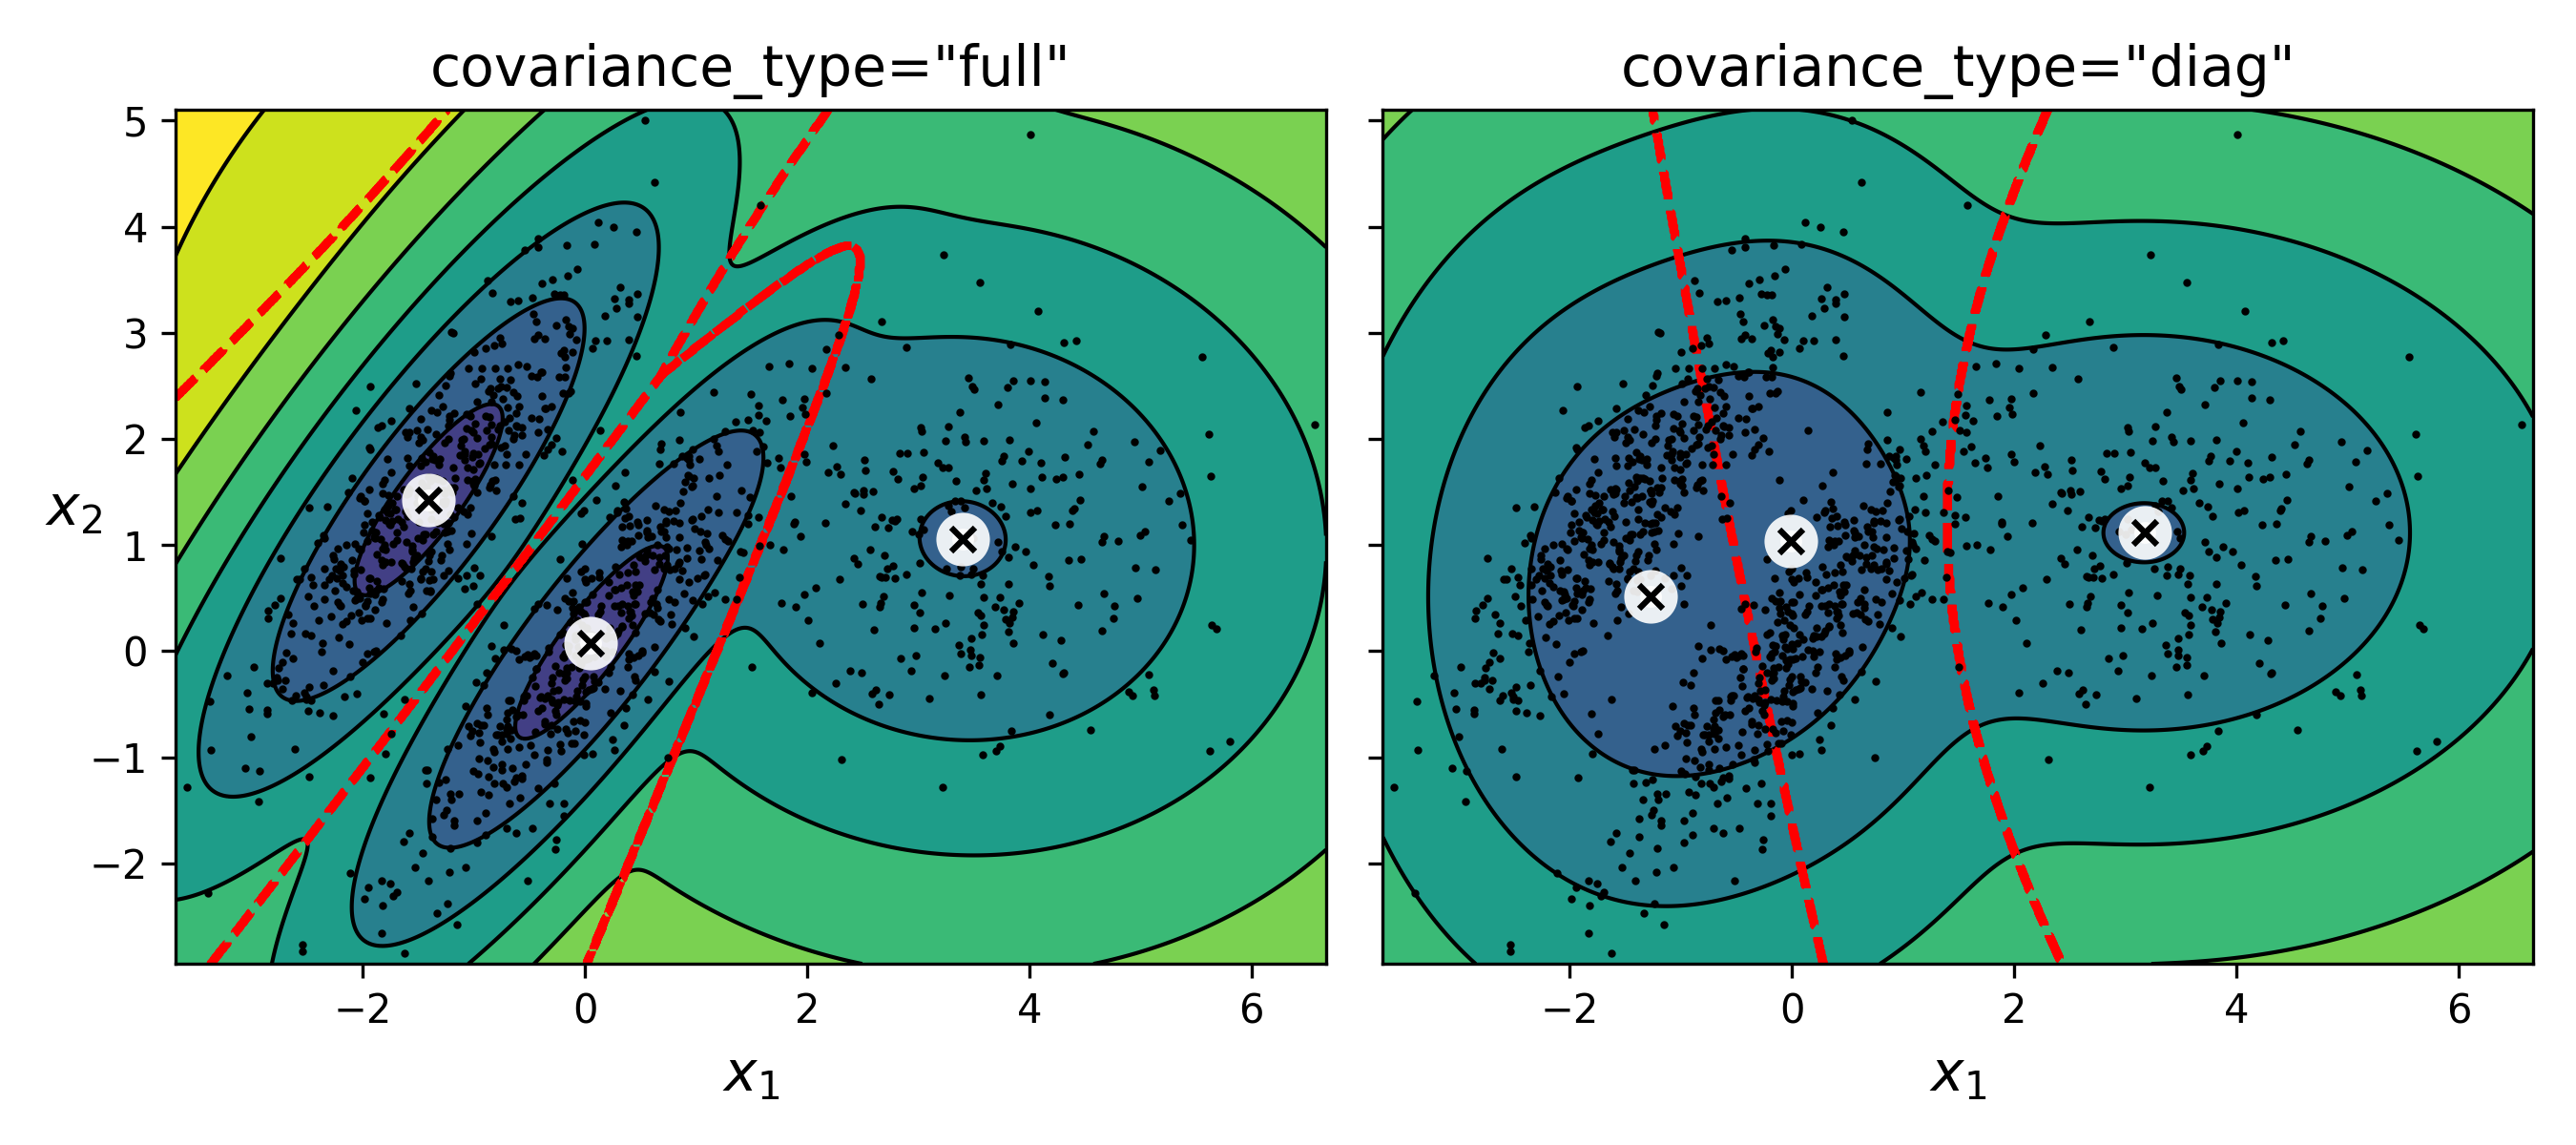 covariance_type="full"
covariance_type="diag"
5
4
3
2
1
0
−1
−2
x₂
−2 0 2 4 6
−2 0 2 4 6
x₁
x₁